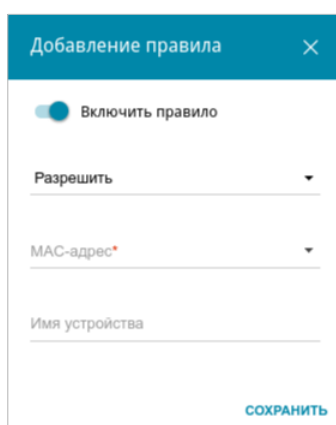 Добавление правила
Включить правило
Разрешить
MAC-адрес*
Имя устройства
СОХРАНИТЬ